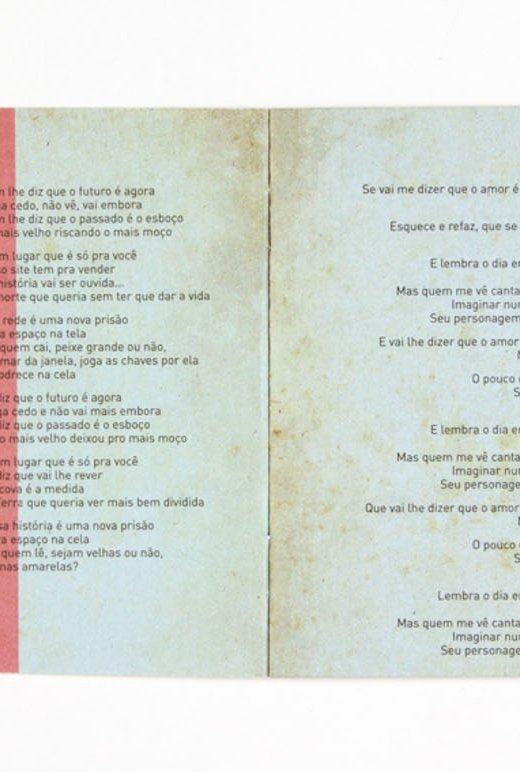 lhe diz que o futuro é agora
a cedo, não vê, vai embora
lhe diz que o passado é o esboço
mais velho riscando o mais moço
m lugar que é só pra você
o site tem pra vender
história vai ser ouvida...
morte que queria sem ter que dar a vida
rede é uma nova prisão
a espaço na tela
quem cai, peixe grande ou não,
mar da janela, joga as chaves por ela
podrece na cela
diz que o futuro é agora
ga cedo e não vai mais embora
diz que o passado é o esboço
o mais velho deixou pro mais moço
m lugar que é só pra você
diz que vai lhe rever
cova é a medida
Terra que queria ver mais bem dividida
sa história é uma nova prisão
ra espaço na cela
quem lê, sejam velhas ou não,
nas amarelas?
Se vai me dizer que o amor é
Esquece e refaz, que se
E lembra o dia e
Mas quem me vê canta
Imaginar nu
Seu personagem
E vai lhe dizer que o amor
O pouco
S
E lembra o dia e
Mas quem me vê canta
Imaginar nu
Seu personage
Que vai lhe dizer que o amor
O pouco
S
Lembra o dia e
Mas quem me vê canta
Imaginar nu
Seu personage